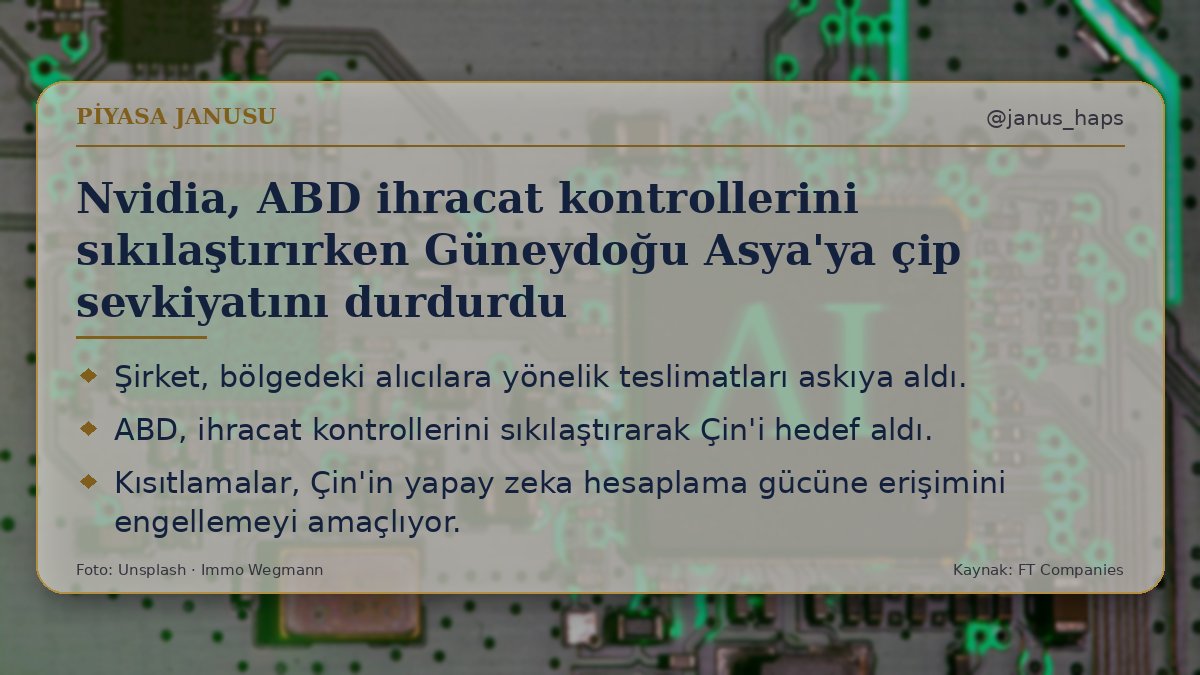 PİYASA JANUSU
@janus_haps
Nvidia, ABD ihracat kontrollerini
sıkılaştırırken Güneydoğu Asya'ya çip
sevkiyatını durdurdu
Şirket, bölgedeki alıcılara yönelik teslimatları askıya aldı.
ABD, ihracat kontrollerini sıkılaştırarak Çin'i hedef aldı.
Kısıtlamalar, Çin'in yapay zeka hesaplama gücüne erişimini
engellemeyi amaçlıyor.
Foto: Unsplash · Immo Wegmann
Kaynak: FT Companies
AI